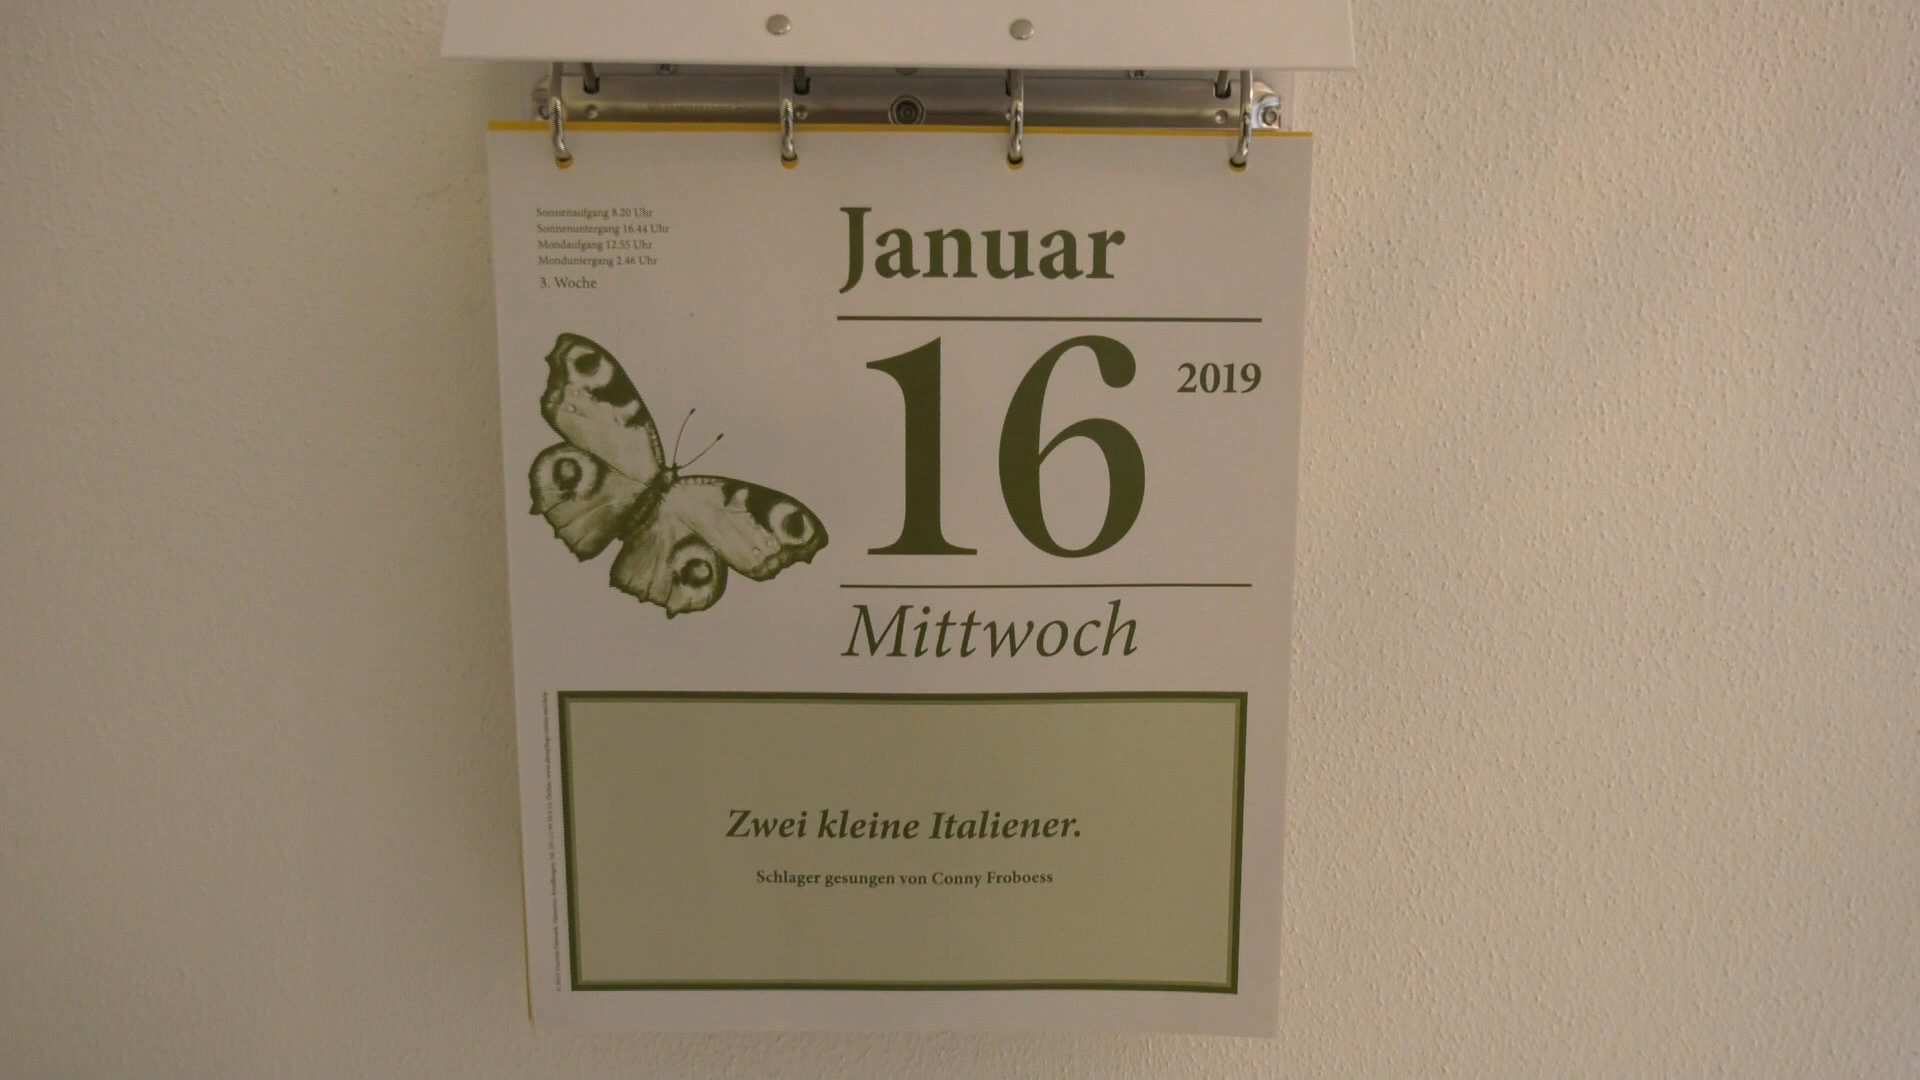 Sonnenaufgang 8.20 Uhr
Sonnenuntergang 16.44 Uhr
Mondaufgang 12.55 Uhr
Monduntergang 2.46 Uhr
3. Woche
Januar
16
2019
Mittwoch
Zwei kleine Italiener.
Schlager gesungen von Conny Froboess